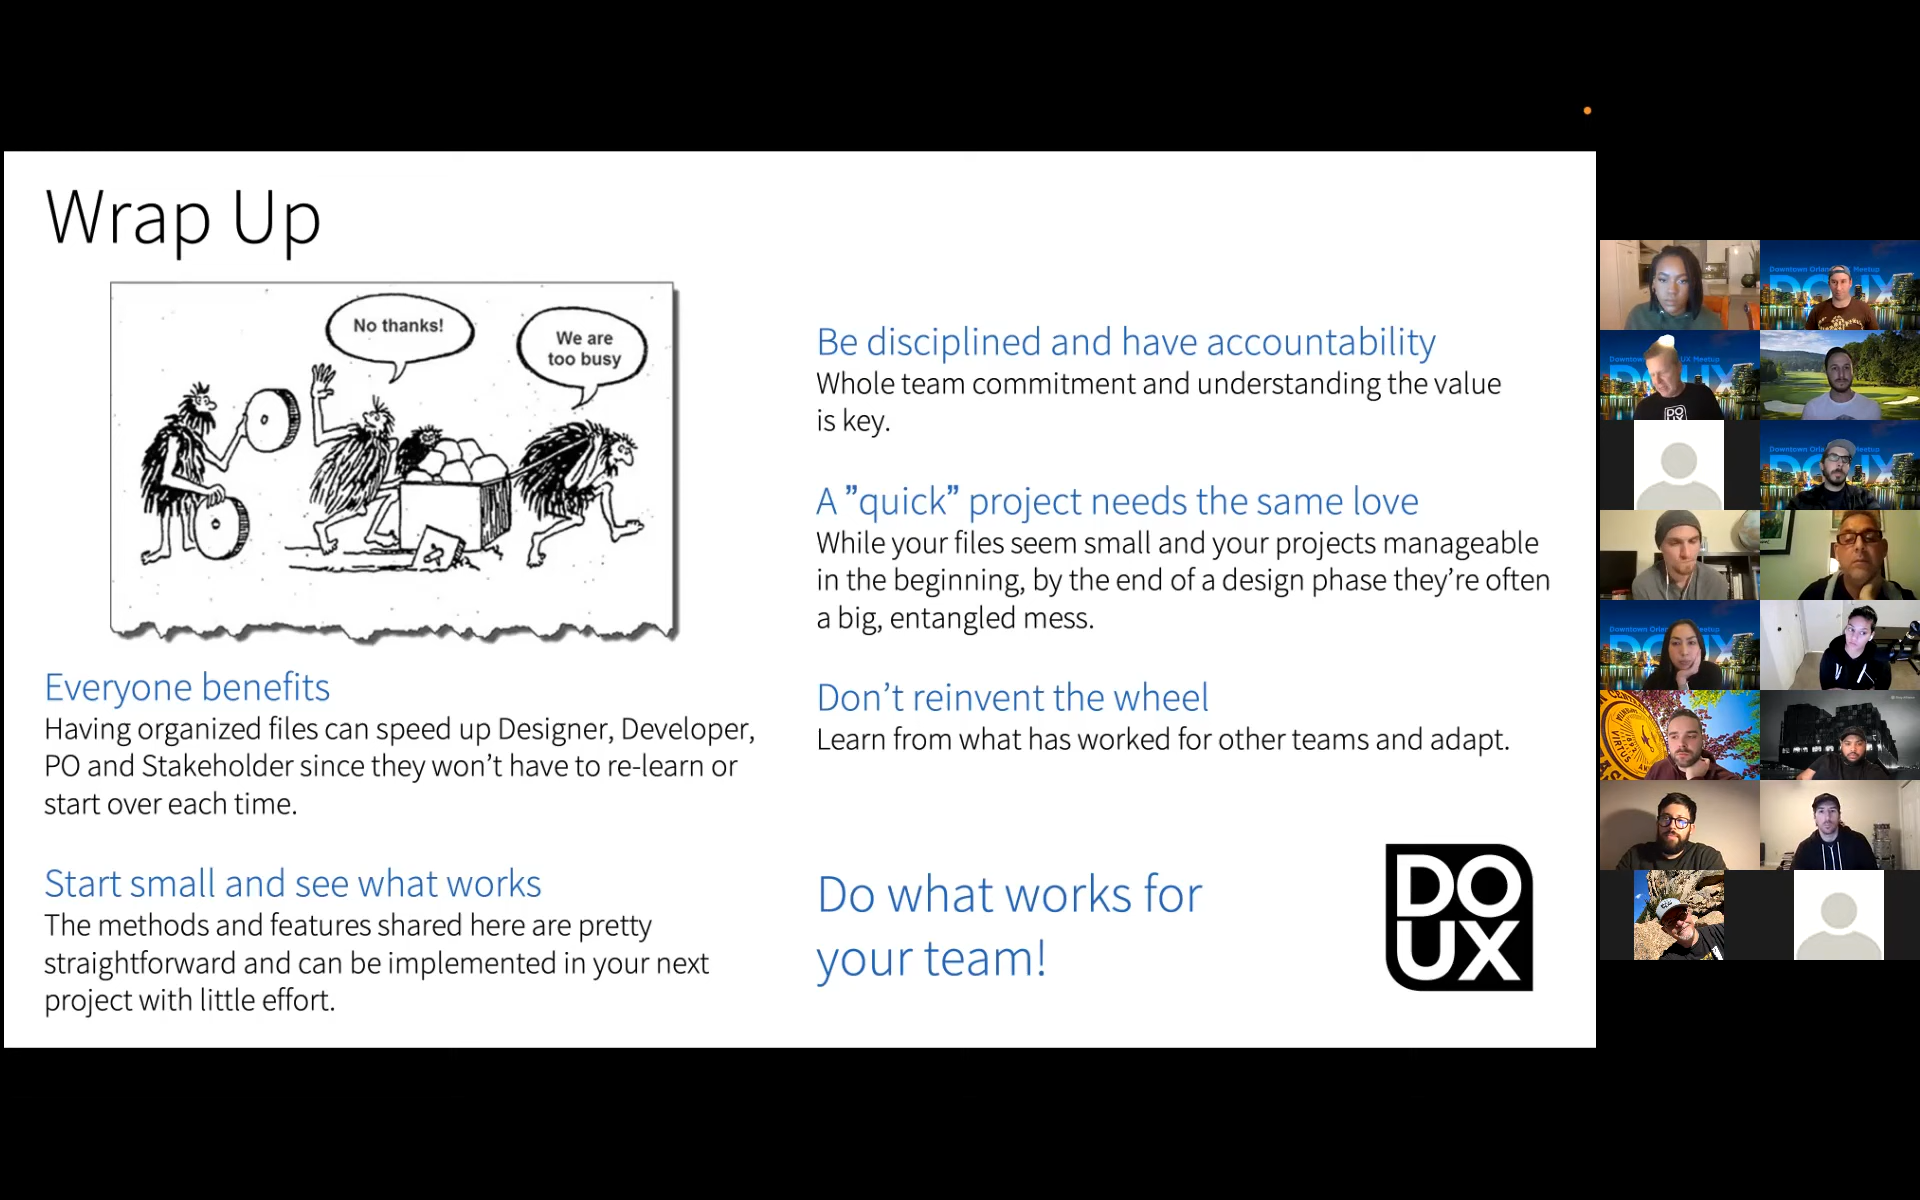 Wrap Up
No thanks!
We are
too busy
Everyone benefits
Having organized files can speed up Designer, Developer,
PO and Stakeholder since they won’t have to re-learn or
start over each time.
Start small and see what works
The methods and features shared here are pretty
straightforward and can be implemented in your next
project with little effort.
Be disciplined and have accountability
Whole team commitment and understanding the value
is key.
A ”quick” project needs the same love
While your files seem small and your projects manageable
in the beginning, by the end of a design phase they’re often
a big, entangled mess.
Don’t reinvent the wheel
Learn from what has worked for other teams and adapt.
Do what works for
your team!
DO
UX